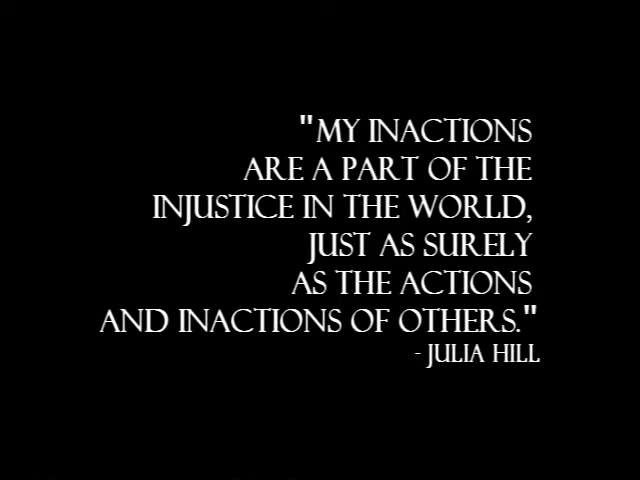 "MY INACTIONS
ARE A PART OF THE
INJUSTICE IN THE WORLD,
JUST AS SURELY
AS THE ACTIONS
AND INACTIONS OF OTHERS."
- JULIA HILL